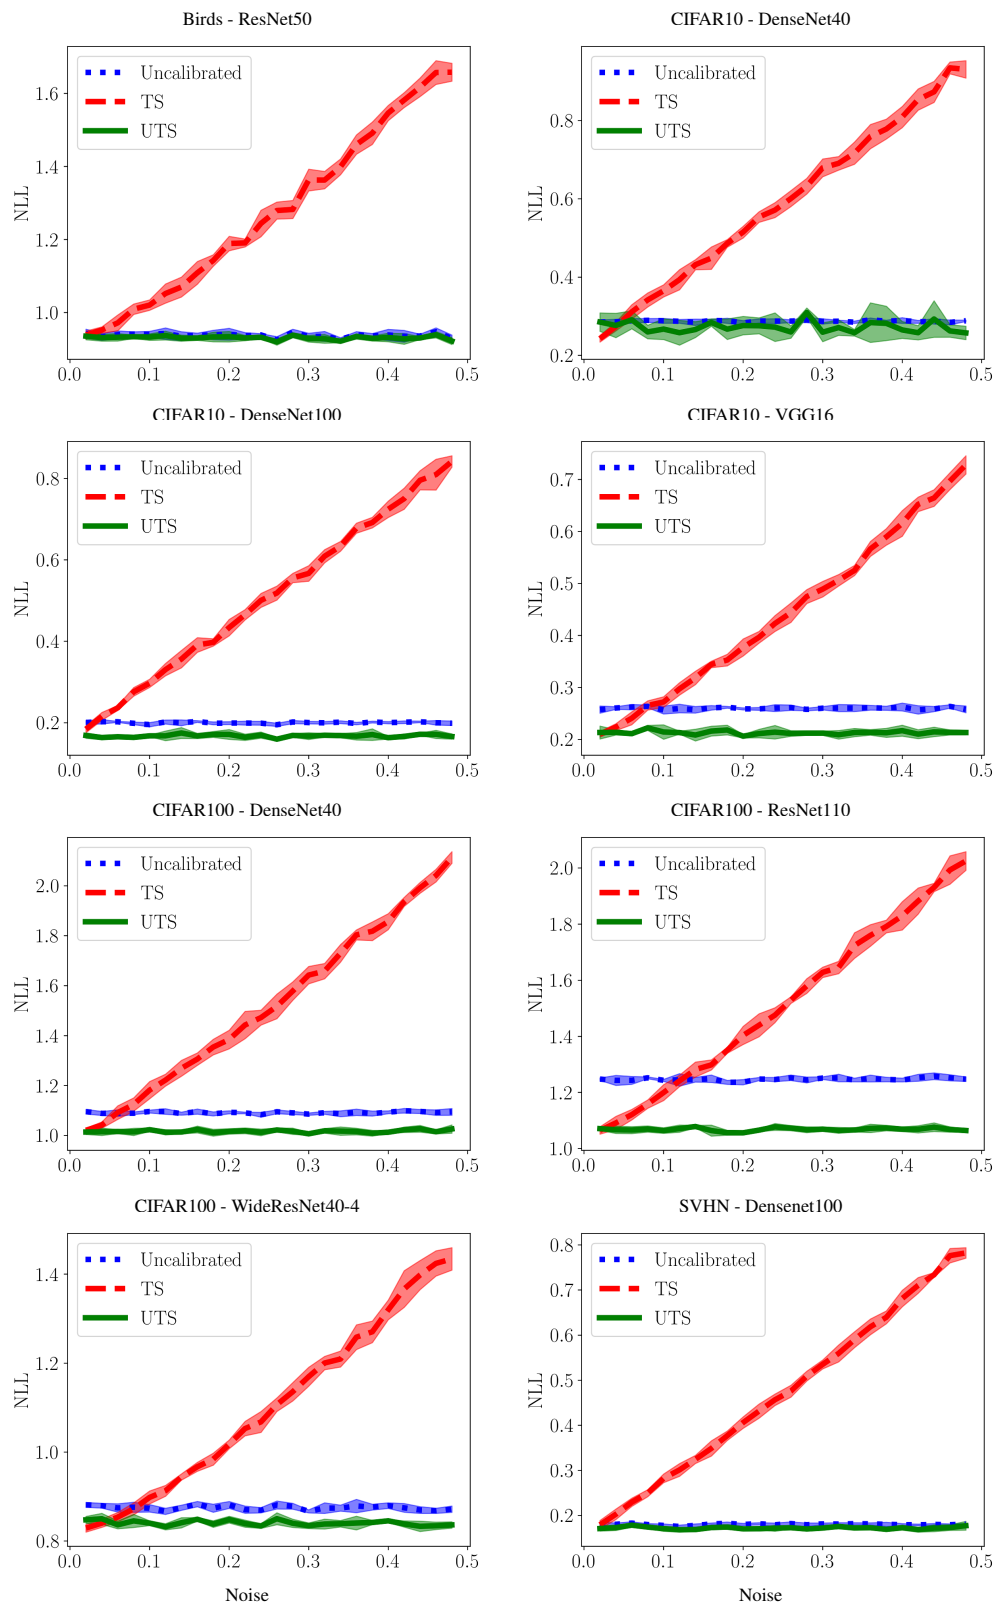 Birds - ResNet50
NLL
1.6
1.4
1.2
1.0
Uncalibrated
TS
UTS
0.0 0.1 0.2 0.3 0.4 0.5
CIFAR10 - DenseNet40
NLL
0.8
0.6
0.4
0.2
Uncalibrated
TS
UTS
0.0 0.1 0.2 0.3 0.4 0.5
CIFAR10 - DenseNet100
NLL
0.8
0.6
0.4
0.2
Uncalibrated
TS
UTS
0.0 0.1 0.2 0.3 0.4 0.5
CIFAR10 - VGG16
NLL
0.7
0.6
0.5
0.4
0.3
0.2
Uncalibrated
TS
UTS
0.0 0.1 0.2 0.3 0.4 0.5
CIFAR100 - DenseNet40
NLL
2.0
1.8
1.6
1.4
1.2
1.0
Uncalibrated
TS
UTS
0.0 0.1 0.2 0.3 0.4 0.5
CIFAR100 - ResNet110
NLL
2.0
1.8
1.6
1.4
1.2
1.0
Uncalibrated
TS
UTS
0.0 0.1 0.2 0.3 0.4 0.5
CIFAR100 - WideResNet40-4
NLL
1.4
1.2
1.0
0.8
Uncalibrated
TS
UTS
0.0 0.1 0.2 0.3 0.4 0.5
Noise
SVHN - Densenet100
NLL
0.8
0.7
0.6
0.5
0.4
0.3
0.2
Uncalibrated
TS
UTS
0.0 0.1 0.2 0.3 0.4 0.5
Noise